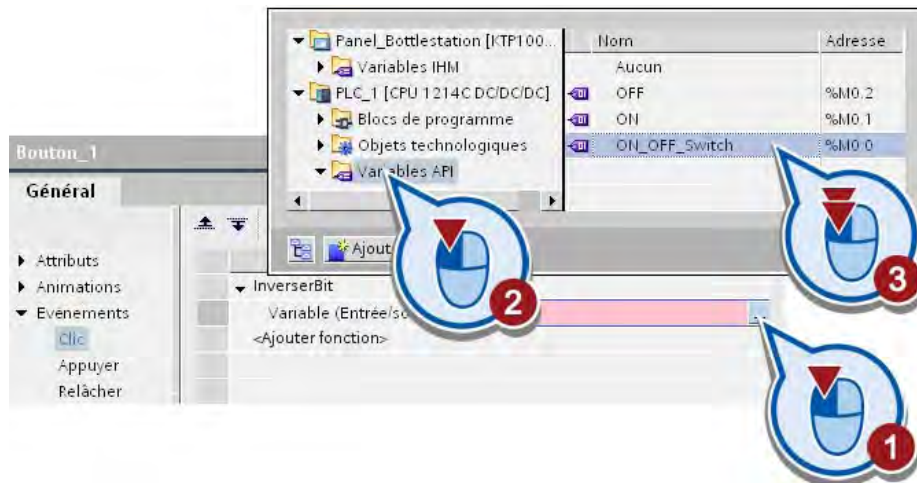 Panel_Bottlestation [KTP100...
Variables IHM
PLC_1 [CPU 1214C DC/DC/DC]
Blocs de programme
Objets technologiques
Variables API
Nom Adresse
Aucun
OFF %M0.2
ON %M0.1
ON_OFF_Switch %M0.0
Ajout
Bouton_1
Général
Attributs
Animations
Evénements
Clic
Appuyer
Relâcher
InverserBit
Variable (Entrée/so
<Ajouter fonction>
...
2
3
1